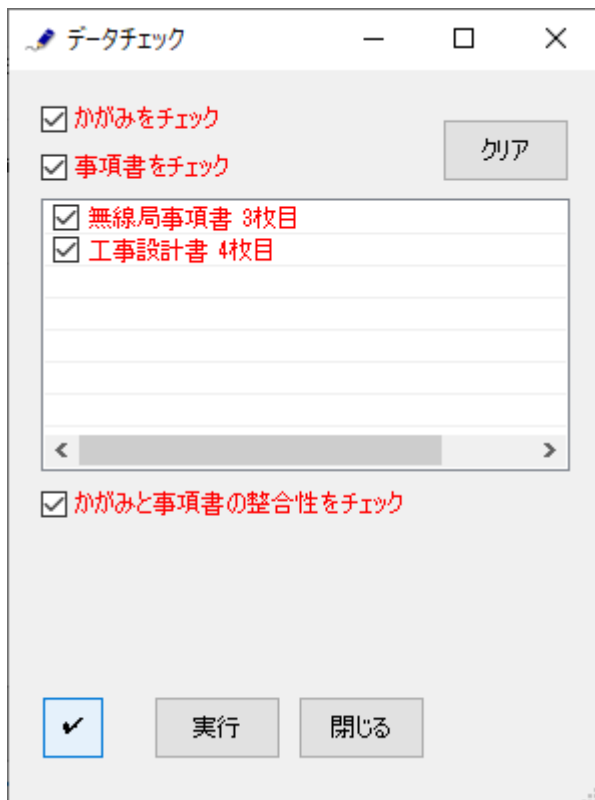 データチェック
かがみをチェック
クリア
事項書をチェック
無線局事項書 3枚目
工事設計書 4枚目
かがみと事項書の整合性をチェック
実行
閉じる